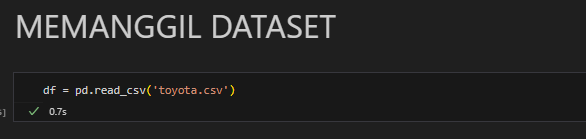 MEMANGGIL DATASET
df = pd.read_csv('toyota.csv')
]
0.7s